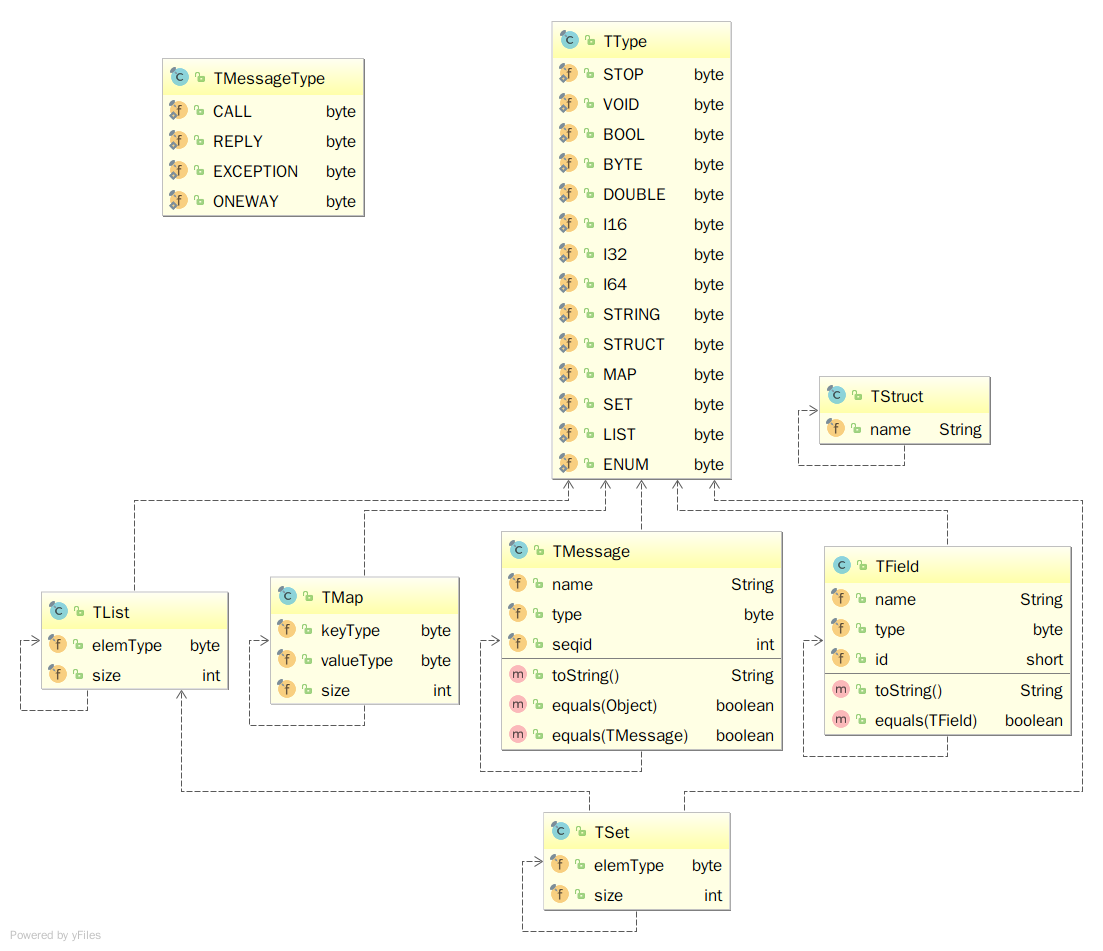 TType
STOP byte
VOID byte
BOOL byte
BYTE byte
DOUBLE byte
I16 byte
I32 byte
I64 byte
STRING byte
STRUCT byte
MAP byte
SET byte
LIST byte
ENUM byte
TMessageType
CALL byte
REPLY byte
EXCEPTION byte
ONEWAY byte
TStruct
name String
TList
elemType byte
size int
TMap
keyType byte
valueType byte
size int
TMessage
name String
type byte
seqid int
toString() String
equals(Object) boolean
equals(TMessage) boolean
TField
name String
type byte
id short
toString() String
equals(TField) boolean
TSet
elemType byte
size int
Powered by yFiles